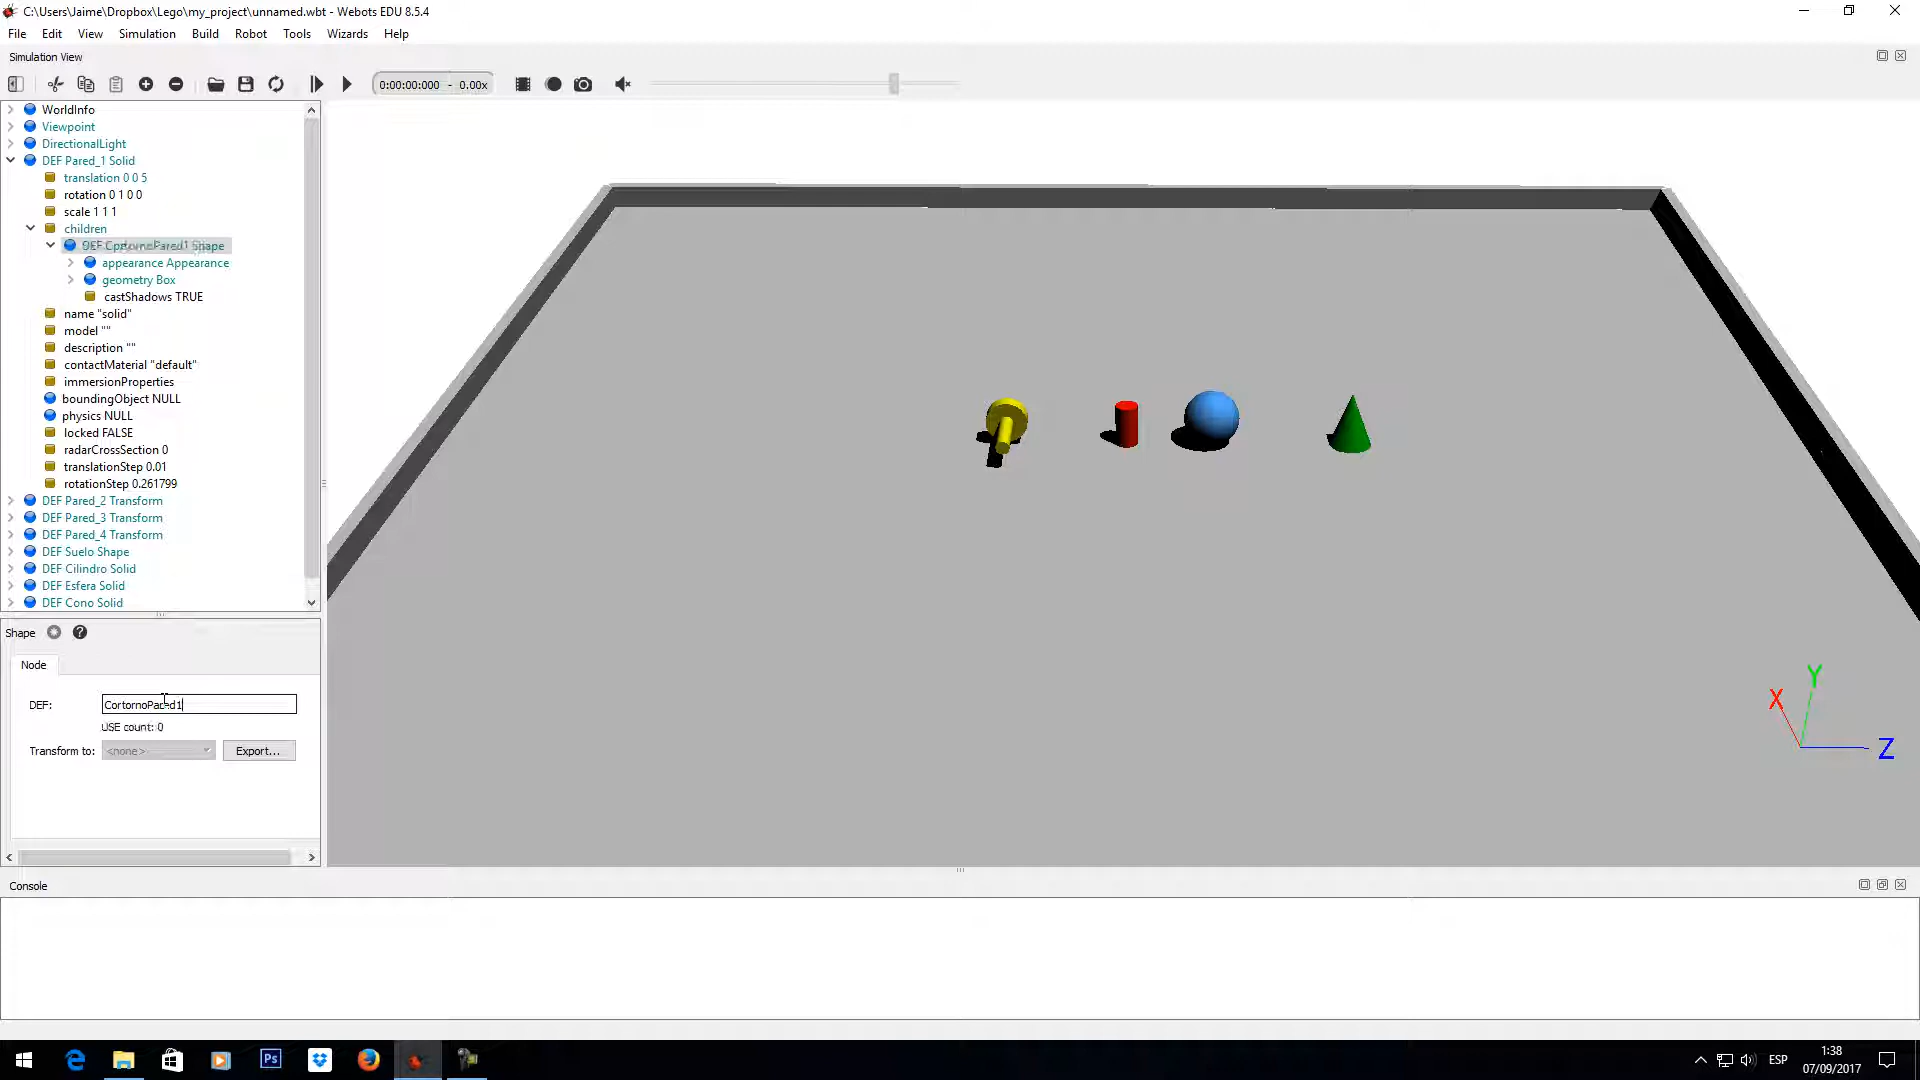 C:\Users\Jaime\Dropbox\Lego\my_project\unnamed.wbt - Webots EDU 8.5.4
File Edit View Simulation Build Robot Tools Wizards Help
Simulation View
0:00:00:000 - 0.00x
WorldInfo
Viewpoint
DirectionalLight
DEF Pared_1 Solid
translation 0 0 5
rotation 0 1 0 0
scale 1 1 1
children
DEF CortornoPared1 Shape
appearance Appearance
geometry Box
castShadows TRUE
name "solid"
model ""
description ""
contactMaterial "default"
immersionProperties
boundingObject NULL
physics NULL
locked FALSE
radarCrossSection 0
translationStep 0.01
rotationStep 0.261799
DEF Pared_2 Transform
DEF Pared_3 Transform
DEF Pared_4 Transform
DEF Suelo Shape
DEF Cilindro Solid
DEF Esfera Solid
DEF Cono Solid
Shape
Node
DEF: CortornoPared1
USE count: 0
Transform to: <none> Export...
X Y Z
Console
Ps
ESP
1:38
07/09/2017